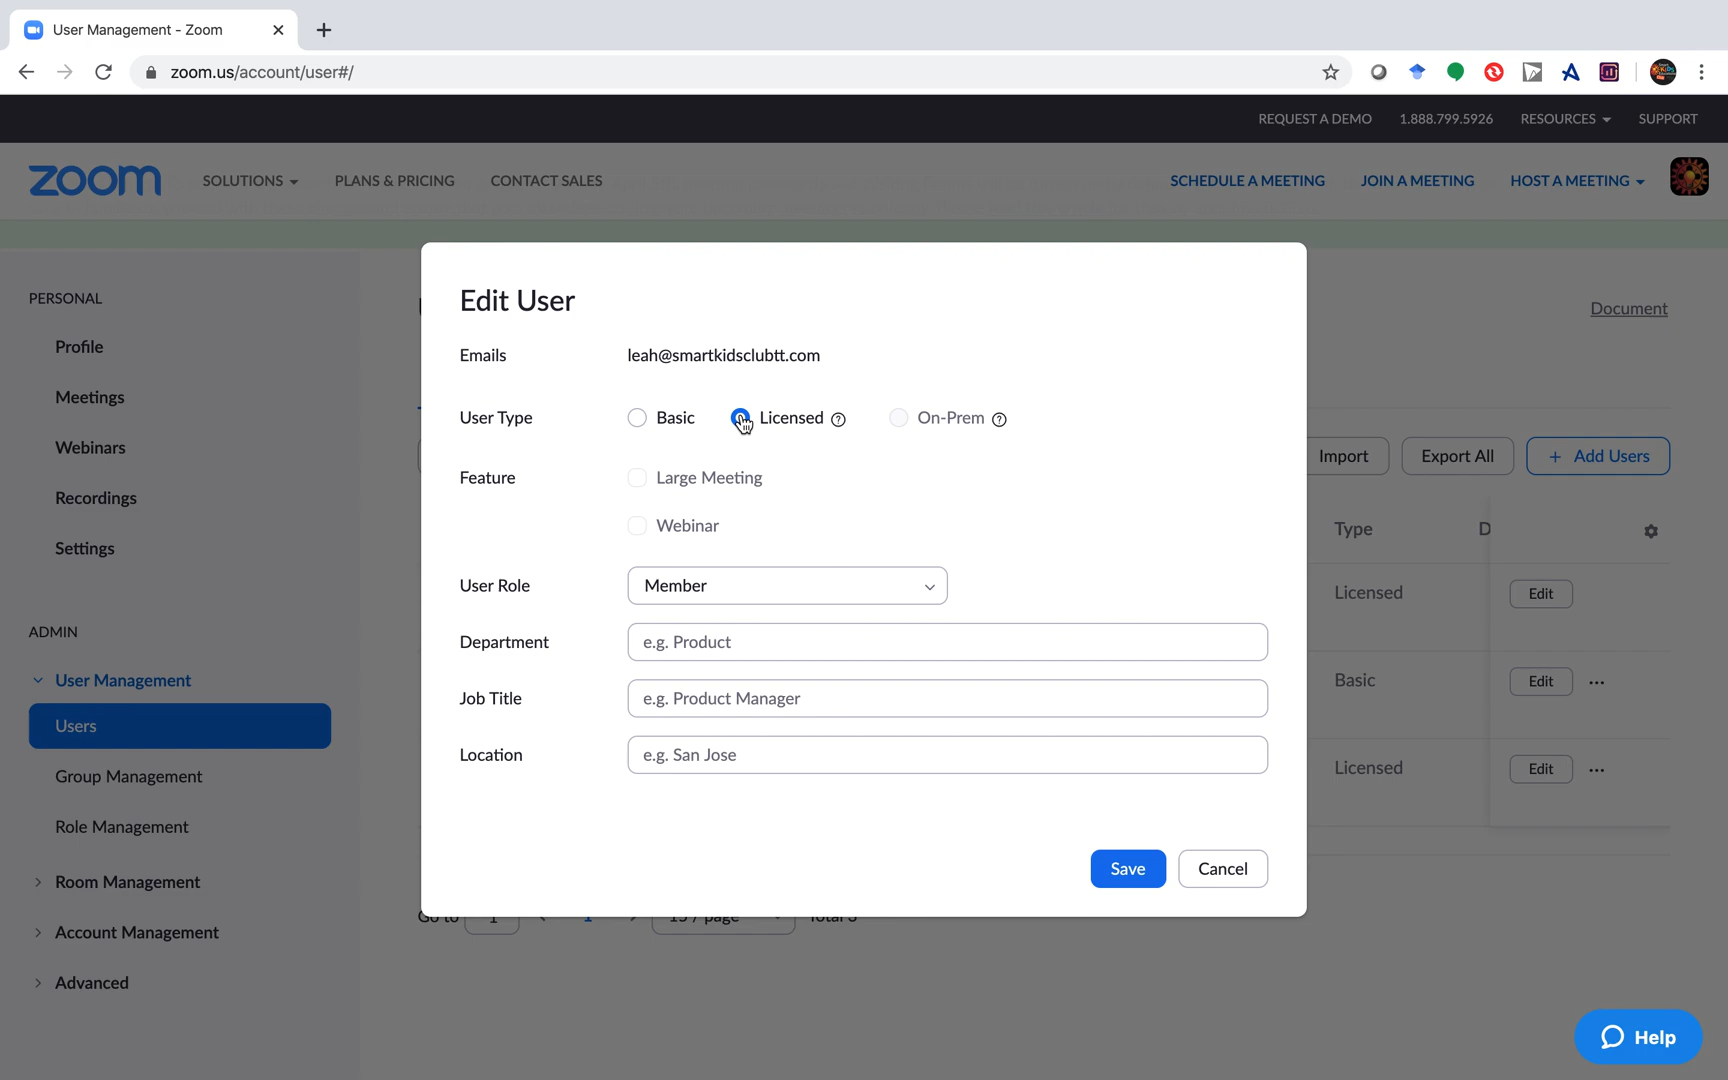 User Management - Zoom
zoom.us/account/user#/
REQUEST A DEMO 1.888.799.5926 RESOURCES SUPPORT
zoom SOLUTIONS PLANS & PRICING CONTACT SALES SCHEDULE A MEETING JOIN A MEETING HOST A MEETING
PERSONAL
Profile
Meetings
Webinars
Recordings
Settings
ADMIN
User Management
Users
Group Management
Role Management
Room Management
Account Management
Advanced
Document
Import Export All + Add Users
Type D
Licensed Edit
Basic Edit
Licensed Edit
Edit User
Emails leah@smartkidsclubtt.com
User Type Basic Licensed On-Prem
Feature Large Meeting
Webinar
User Role Member
Department e.g. Product
Job Title e.g. Product Manager
Location e.g. San Jose
Save Cancel
Go to 1 1 15 / page
Help